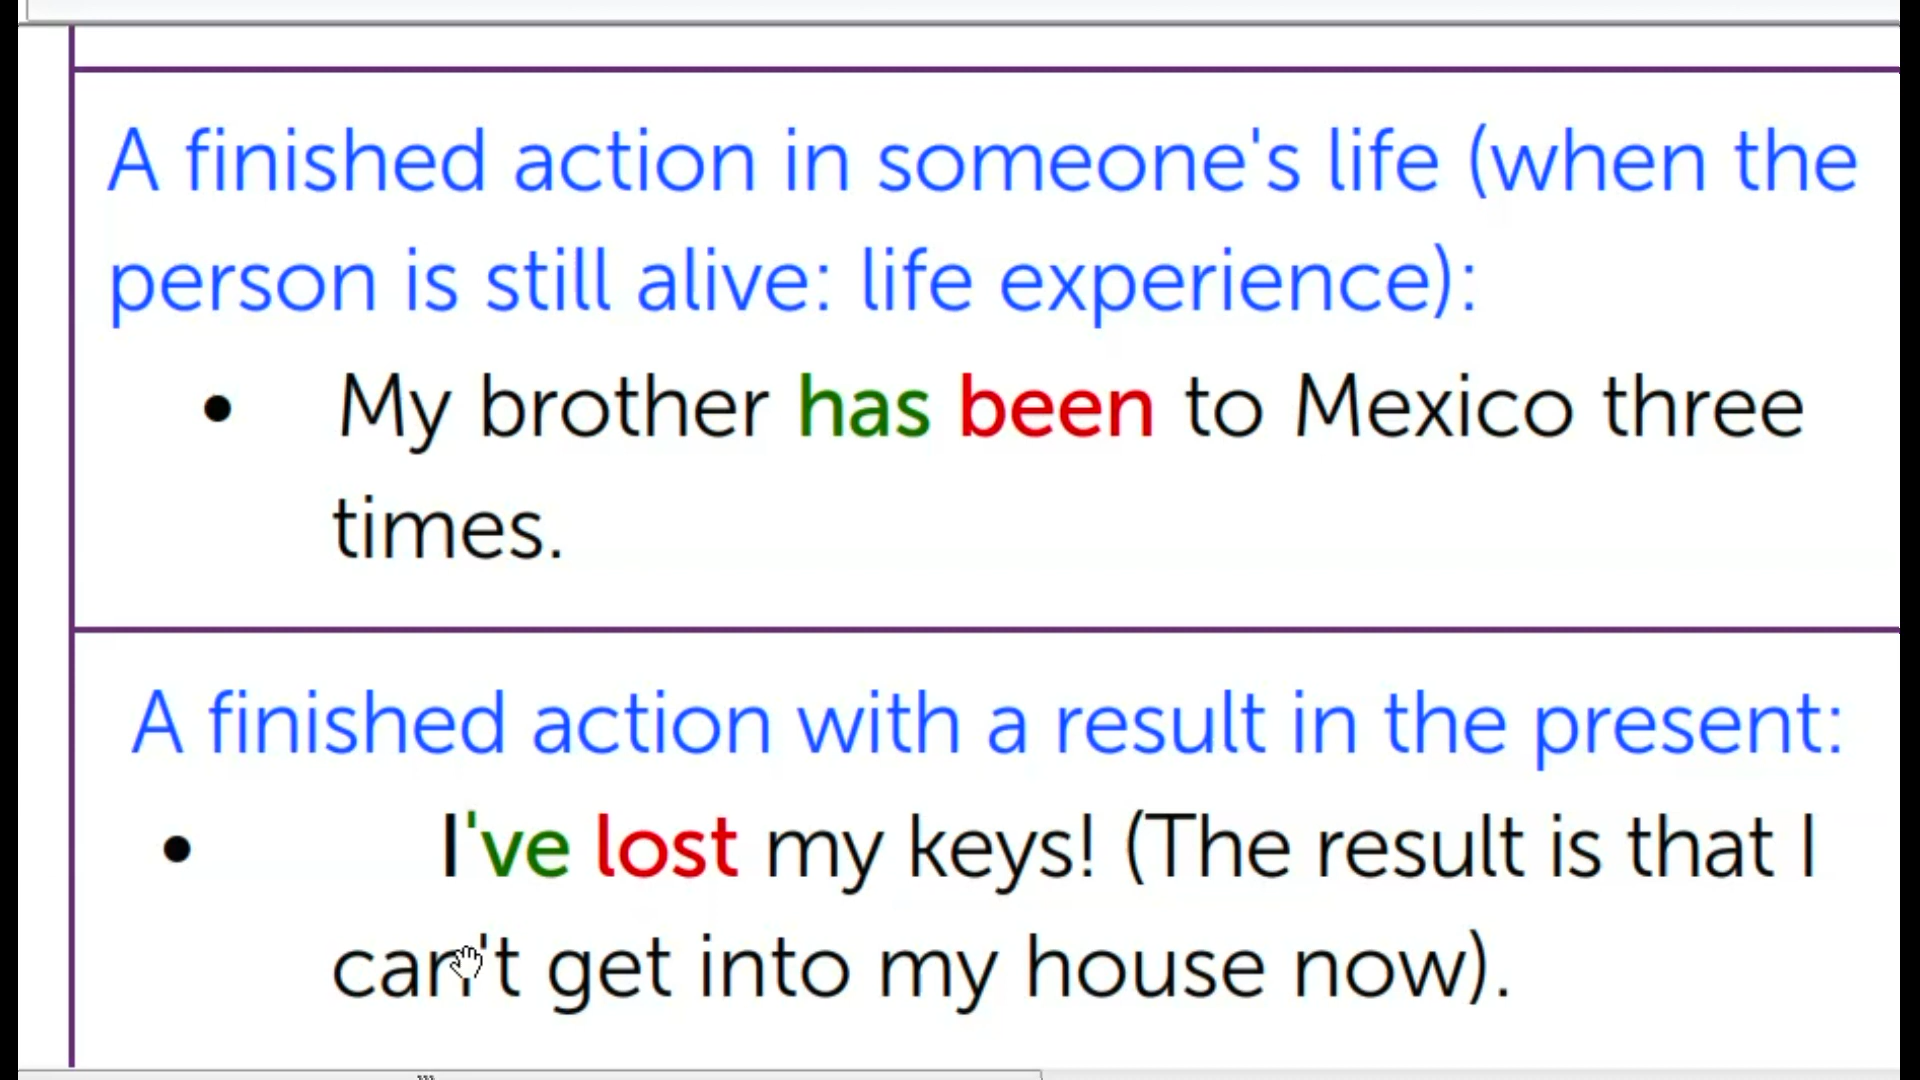 A finished action in someone's life (when the
person is still alive: life experience):
• My brother has been to Mexico three
times.
A finished action with a result in the present:
• I've lost my keys! (The result is that I
can't get into my house now).